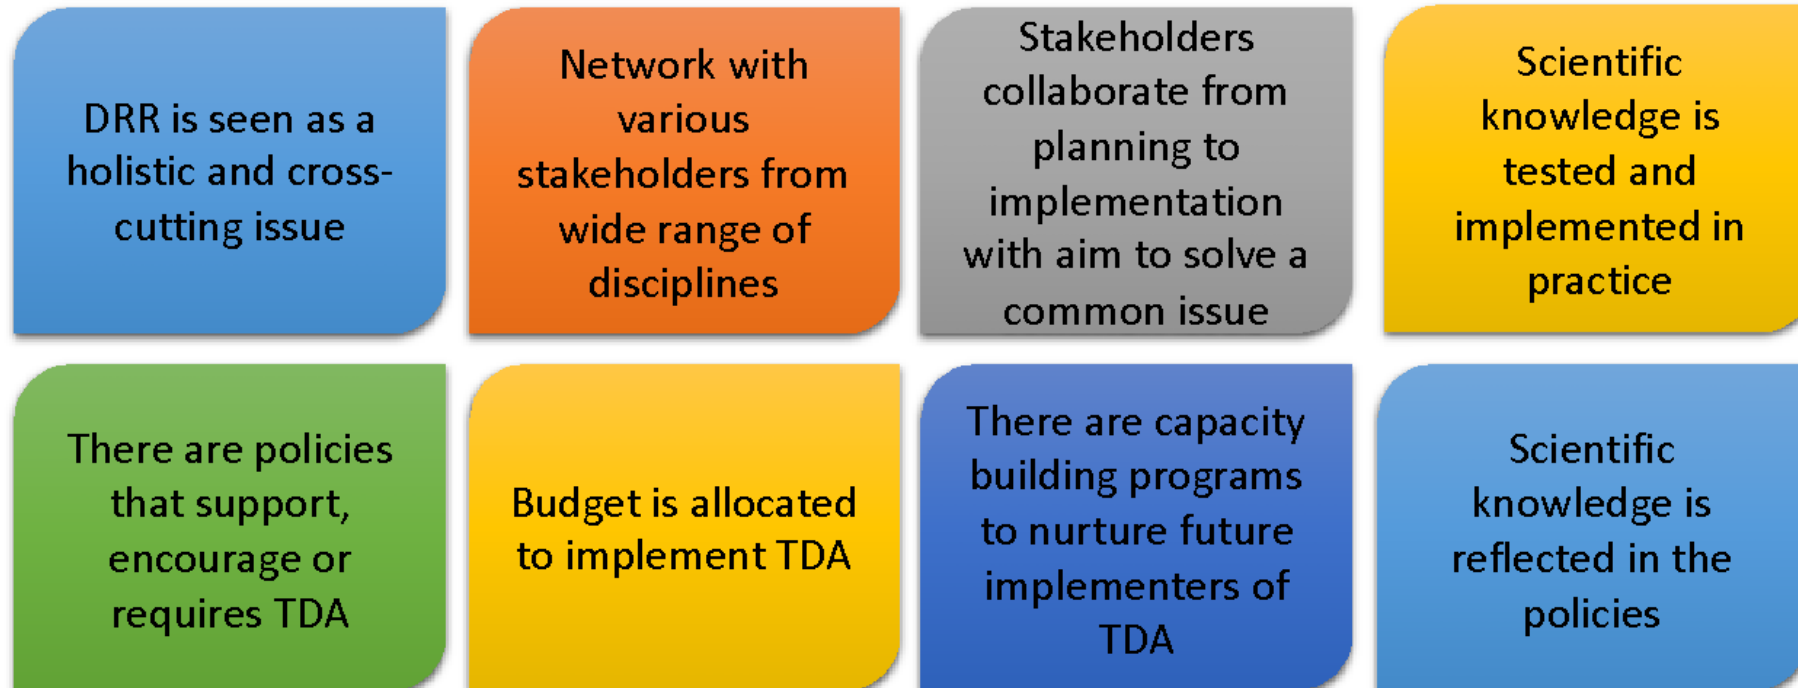 DRR is seen as a
holistic and cross-
cutting issue
Network with
various
stakeholders from
wide range of
disciplines
Stakeholders
collaborate from
planning to
implementation
with aim to solve a
common issue
Scientific
knowledge is
tested and
implemented in
practice
There are policies
that support,
encourage or
requires TDA
Budget is allocated
to implement TDA
There are capacity
building programs
to nurture future
implementers of
TDA
Scientific
knowledge is
reflected in the
policies